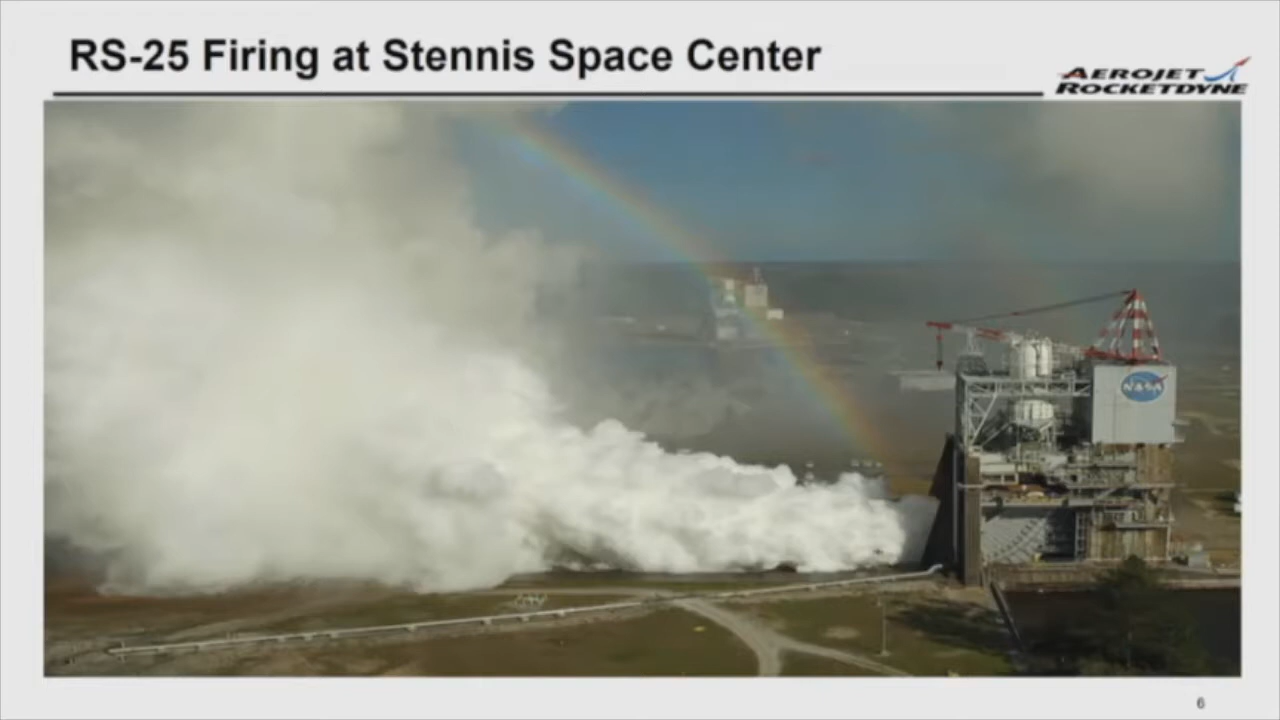 RS-25 Firing at Stennis Space Center
AEROJET
ROCKETDYNE
NASA
6